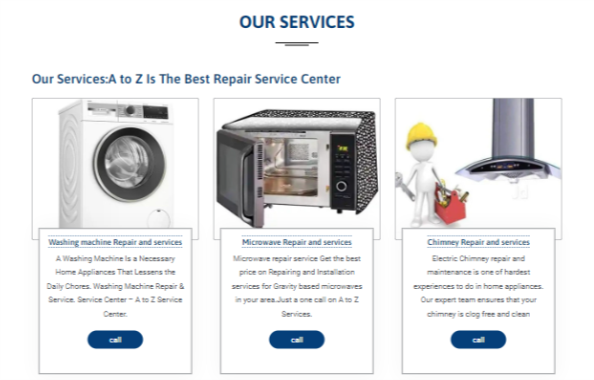 OUR SERVICES
Our Services:A to Z Is The Best Repair Service Center
Washing machine Repair and services
A Washing Machine Is a Necessary
Home Appliances That Lessens the
Daily Chores. Washing Machine Repair &
Service. Service Center – A to Z Service
Center.
call
Microwave Repair and services
Microwave repair service Get the best
price on Repairing and Installation
services for Gravity based microwaves
in your area.Just a one call on A to Z
Services.
call
Chimney Repair and services
Electric Chimney repair and
maintenance is one of hardest
experiences to do in home appliances.
Our expert team ensures that your
chimney is clog free and clean
call